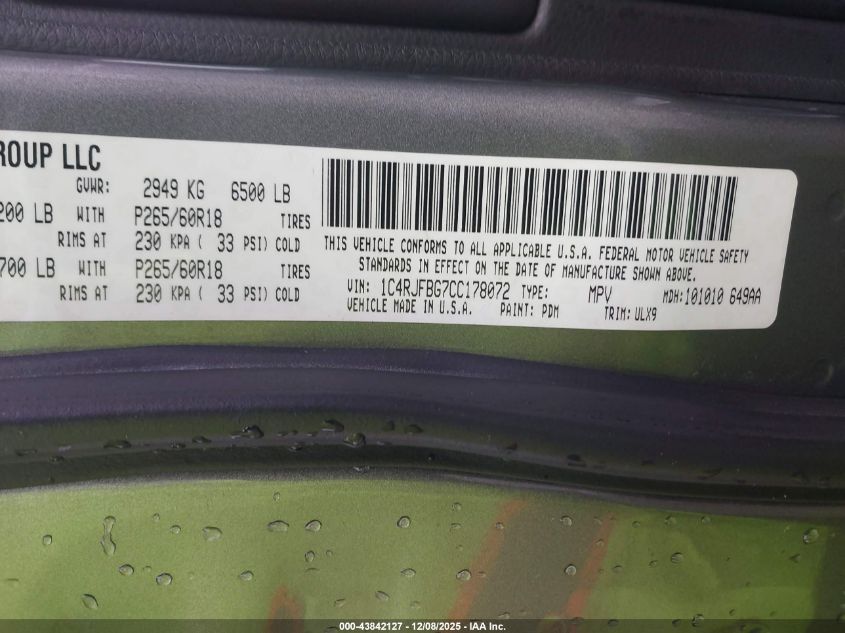 ROUP LLC
GVWR: 2949 KG 6500 LB
200 LB WITH P265/60R18 TIRES
RIMS AT 230 KPA ( 33 PSI) COLD
700 LB WITH P265/60R18 TIRES
RIMS AT 230 KPA ( 33 PSI) COLD
THIS VEHICLE CONFORMS TO ALL APPLICABLE U.S.A. FEDERAL MOTOR VEHICLE SAFETY
STANDARDS IN EFFECT ON THE DATE OF MANUFACTURE SHOWN ABOVE.
VIN: 1C4RJFBG7CC178072 TYPE: MPV MDH:101010 649AA
VEHICLE MADE IN U.S.A. PAINT: PDM TRIM: ULX9
000-43842127 - 12/08/2025 - IAA Inc.